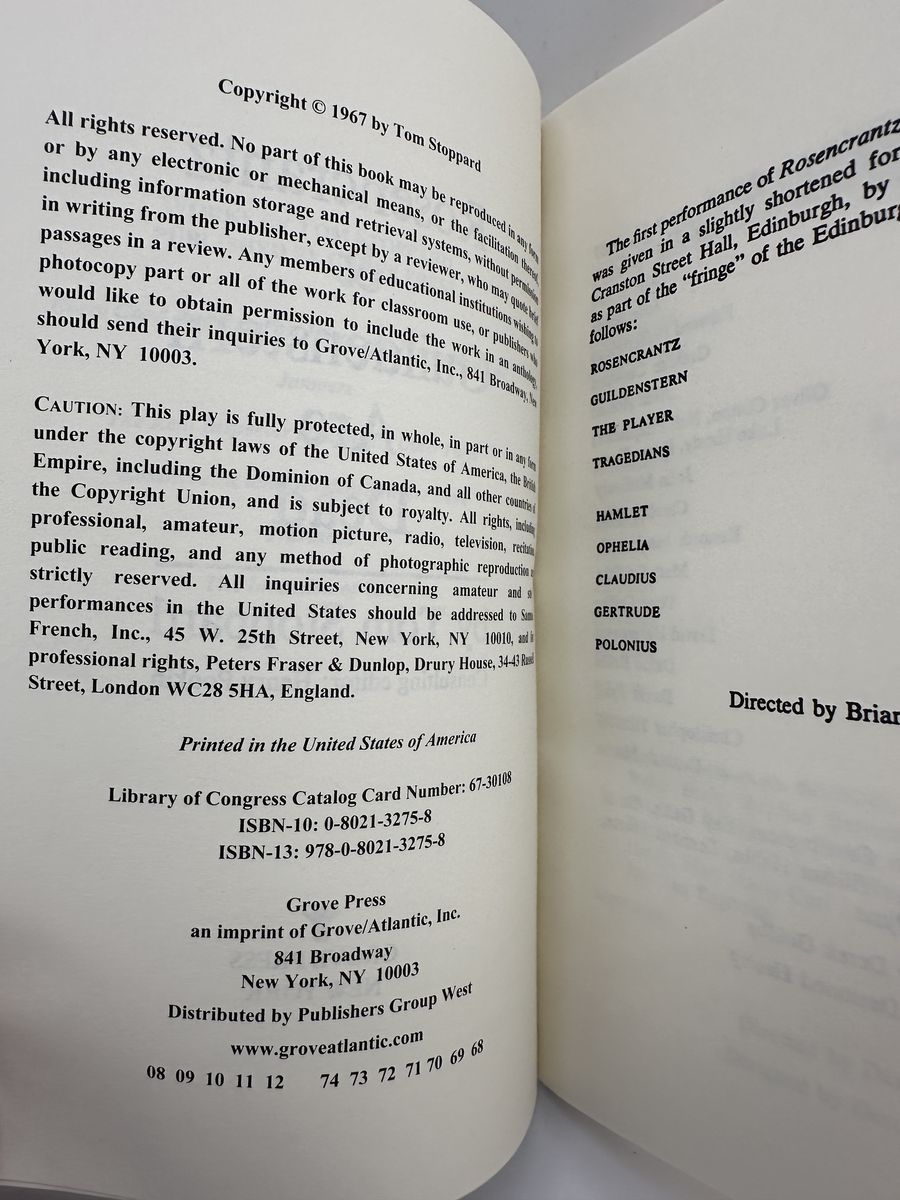 Copyright © 1967 by Tom Stoppard
All rights reserved. No part of this book may be reproduced in any form
or by any electronic or mechanical means, or the facilitation thereof,
including information storage and retrieval systems, without permission
in writing from the publisher, except by a reviewer, who may quote brief
passages in a review. Any members of educational institutions wishing to
photocopy part or all of the work for classroom use, or publishers who
would like to obtain permission to include the work in an anthology,
should send their inquiries to Grove/Atlantic, Inc., 841 Broadway, New
York, NY 10003.
CAUTION: This play is fully protected, in whole, in part or in any form
under the copyright laws of the United States of America, the British
Empire, including the Dominion of Canada, and all other countries of
the Copyright Union, and is subject to royalty. All rights, including
professional, amateur, motion picture, radio, television, recitation,
public reading, and any method of photographic reproduction
strictly reserved. All inquiries concerning amateur and
performances in the United States should be addressed to
French, Inc., 45 W. 25th Street, New York, NY 10010, and
professional rights, Peters Fraser & Dunlop, Drury House, 34-43 Russell
Street, London WC28 5HA, England.
Printed in the United States of America
Library of Congress Catalog Card Number: 67-30108
ISBN-10: 0-8021-3275-8
ISBN-13: 978-0-8021-3275-8
Grove Press
an imprint of Grove/Atlantic, Inc.
841 Broadway
New York, NY 10003
Distributed by Publishers Group West
www.groveatlantic.com
08 09 10 11 12 74 73 72 71 70 69 68
The first performance of Rosencrantz
was given in a slightly shortened
Cranston Street Hall, Edinburgh, by
as part of the "fringe" of the
follows:
ROSENCRANTZ
GUILDENSTERN
THE PLAYER
TRAGEDIANS
HAMLET
OPHELIA
CLAUDIUS
GERTRUDE
POLONIUS
Directed by